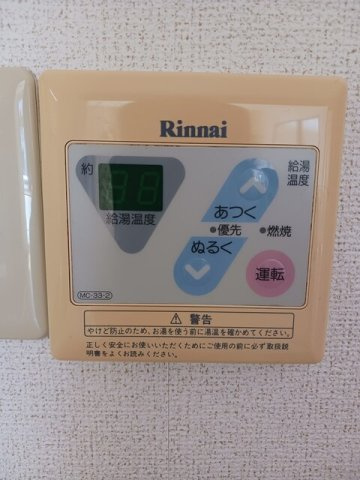 Rinnai
約
給湯温度
給湯
温度
あつく
●優先 ●燃焼
ぬるく
運転
MC-33-2
⚠ 警告
やけど防止のため、お湯を使う前に湯温を確かめてください。
正しく安全にお使いいただくためにご使用の前に必ず取扱説
明書をよくお読みください。